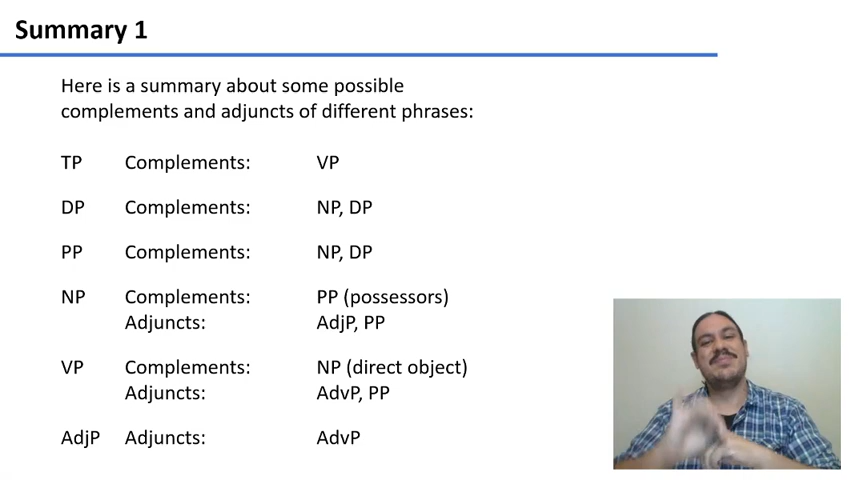 Summary 1
Here is a summary about some possible
complements and adjuncts of different phrases:
TP Complements: VP
DP Complements: NP, DP
PP Complements: NP, DP
NP Complements: PP (possessors)
Adjuncts: AdjP, PP
VP Complements: NP (direct object)
Adjuncts: AdvP, PP
AdjP Adjuncts: AdvP